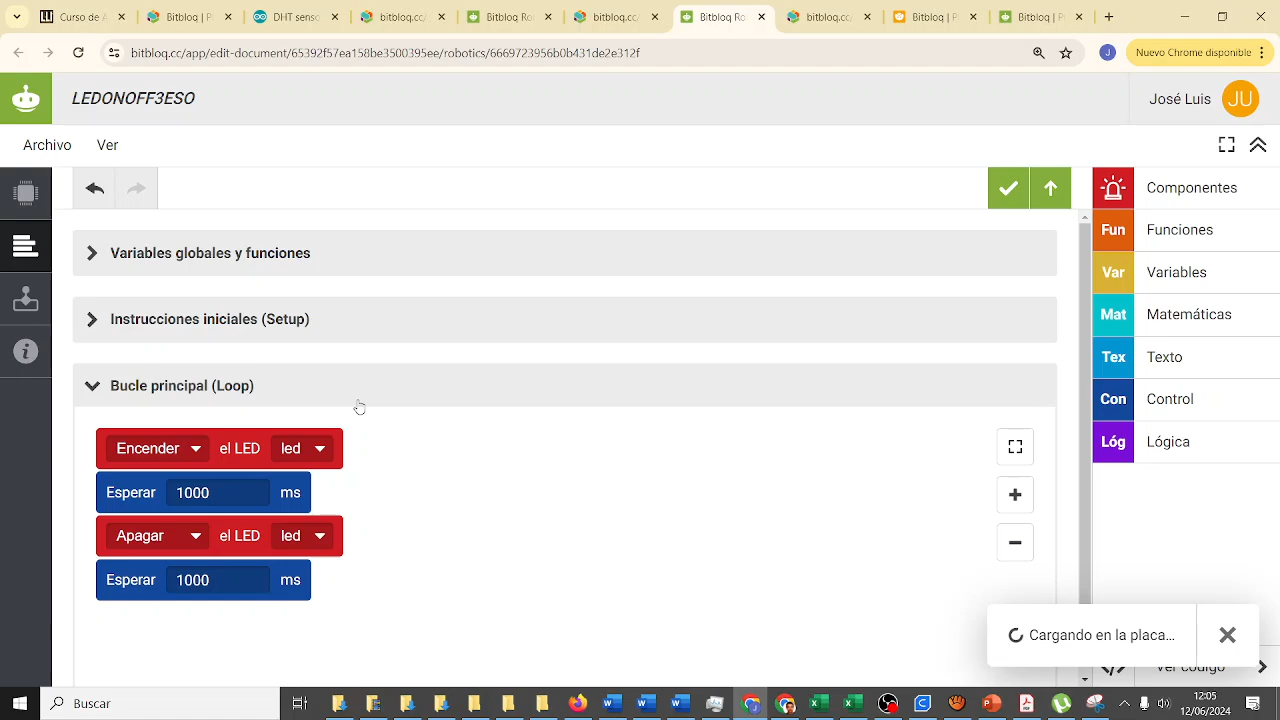 Curso de A
Bitbloq | P
DHT senso
bitbloq.cc/
Bitbloq Ro
bitbloq.cc/
Bitbloq Ro
bitbloq.cc/
Bitbloq | P
Bitbloq | P
bitbloq.cc/app/edit-document/65392f57ea158be3500395ee/robotics/6669723956b0b431de2e312f
J
Nuevo Chrome disponible
LEDONOFF3ESO
José Luis
JU
Archivo
Ver
Componentes
Fun
Funciones
Var
Variables
Mat
Matemáticas
Tex
Texto
Con
Control
Lóg
Lógica
Variables globales y funciones
Instrucciones iniciales (Setup)
Bucle principal (Loop)
Encender el LED led
Esperar 1000 ms
Apagar el LED led
Esperar 1000 ms
Cargando en la placa...
Ver código
Buscar
12:05
12/06/2024